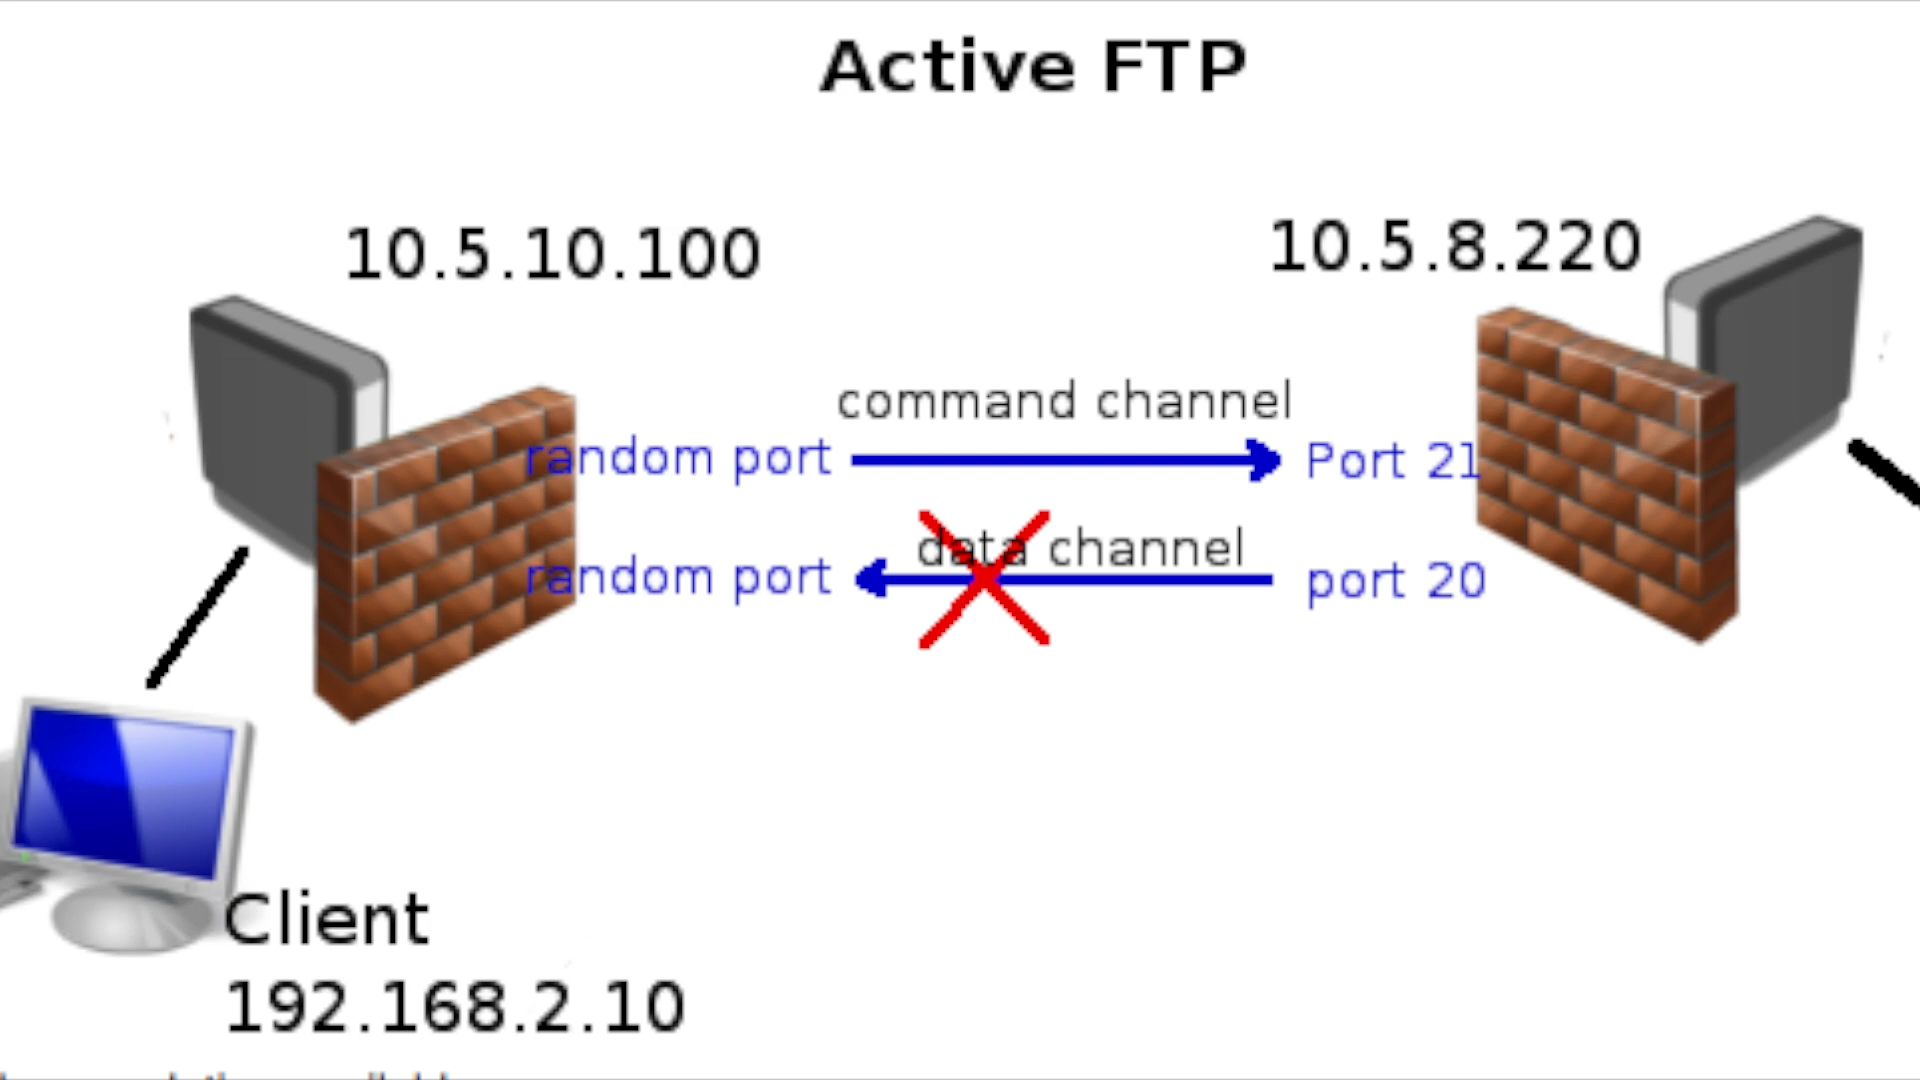 Active FTP
10.5.10.100
10.5.8.220
command channel
random port
Port 21
data channel
random port
port 20
Client
192.168.2.10